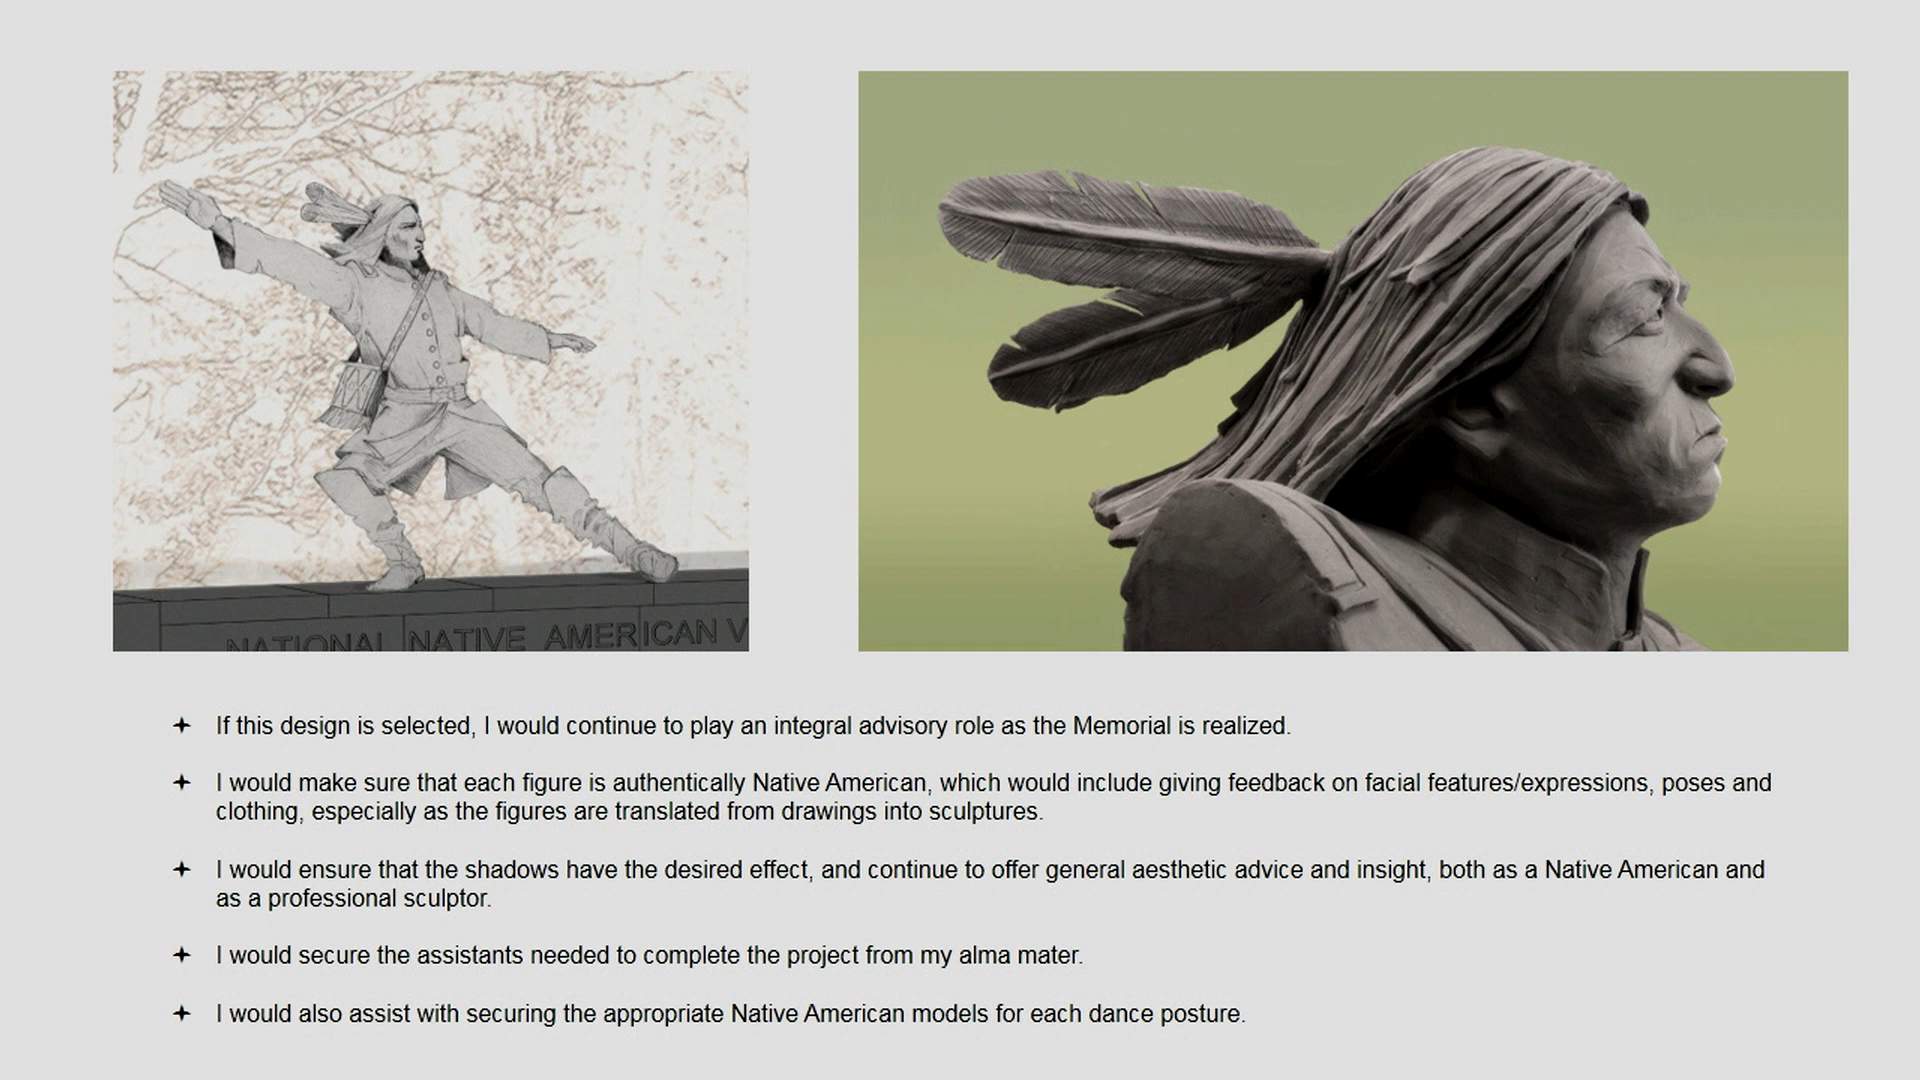 NATIONAL NATIVE AMERICAN V
If this design is selected, I would continue to play an integral advisory role as the Memorial is realized.
I would make sure that each figure is authentically Native American, which would include giving feedback on facial features/expressions, poses and
clothing, especially as the figures are translated from drawings into sculptures.
I would ensure that the shadows have the desired effect, and continue to offer general aesthetic advice and insight, both as a Native American and
as a professional sculptor.
I would secure the assistants needed to complete the project from my alma mater.
I would also assist with securing the appropriate Native American models for each dance posture.